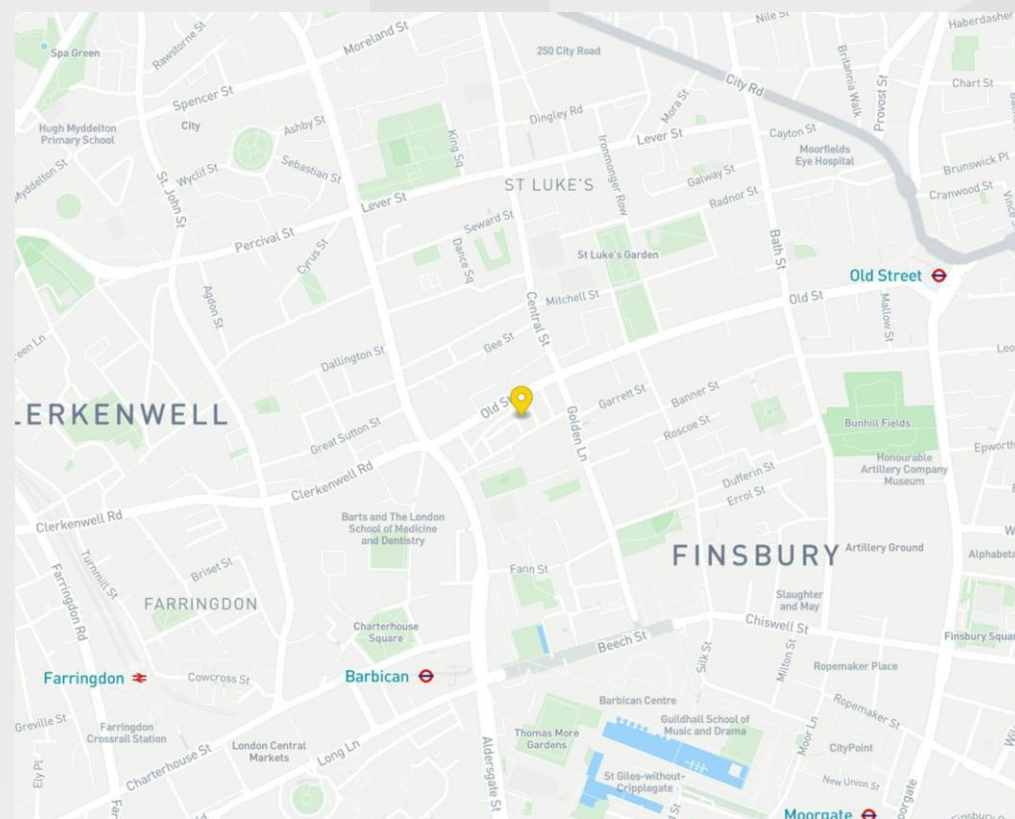 Nile St
Haberdasher
Rawstorne St
Moreland St
Spa Green
250 City Road
Britannia Walk
City Rd
Provost St
Chart St
Spencer St
Mora St
Dingley Rd
City
Ashby St
Hugh Myddelton
Primary School
King Sq
Lever St
Cayton St
Ironmonger Row
Moorfields
Eye Hospital
Brunswick Pl
Myddelton St
Wyclif St
Sebastian St
St. John St
ST LUKE'S
Galway St
Cranwood St
Radnor St
Lever St
Seward St
Percival St
Cyrus St
Dance Sq
Bath St
St Luke's Garden
Old Street
Agdon St
Central St
Mitchell St
Old St
Mallow St
Gee St
Dallington St
Old St
Garrett St
Banner St
Golden Ln
LERKENWELL
Great Sutton St
Roscoe St
Bunhill Fields
Epworth
Honourable
Artillery Company
Museum
Clerkenwell Rd
Dufferin St
Errol St
Clerkenwell Rd
Barts and The London
School of Medicine
and Dentistry
FINSBURY
Artillery Ground
Alphabeta
Turnmill St
Briset St
Fann St
Farringdon Rd
FARRINGDON
Slaughter
and May
Charterhouse
Square
Chiswell St
Beech St
Finsbury Squar
Silk St
Milton St
Ropemaker Place
Farringdon
Cowcross St
Barbican
Barbican Centre
Ropemaker St
Greville St
Farringdon
Crossrail Station
Guildhall School of
Music and Drama
Thomas More
Gardens
Moor Ln
CityPoint
London Central
Markets
Long Ln
Charterhouse St
Ely Pl
Aldersgate St
St Giles-without-
Cripplegate
New Union St
Moorgate